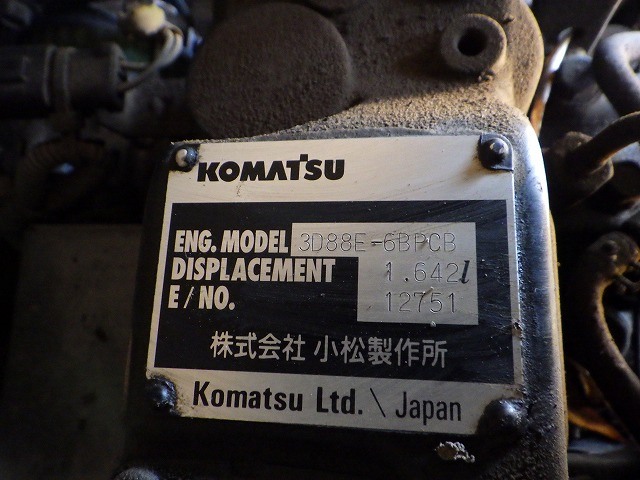 KOMATSU
ENG. MODEL 3D88E-6BPCB
DISPLACEMENT 1.642l
E/NO. 12751
株式会社 小松製作所
Komatsu Ltd. \ Japan